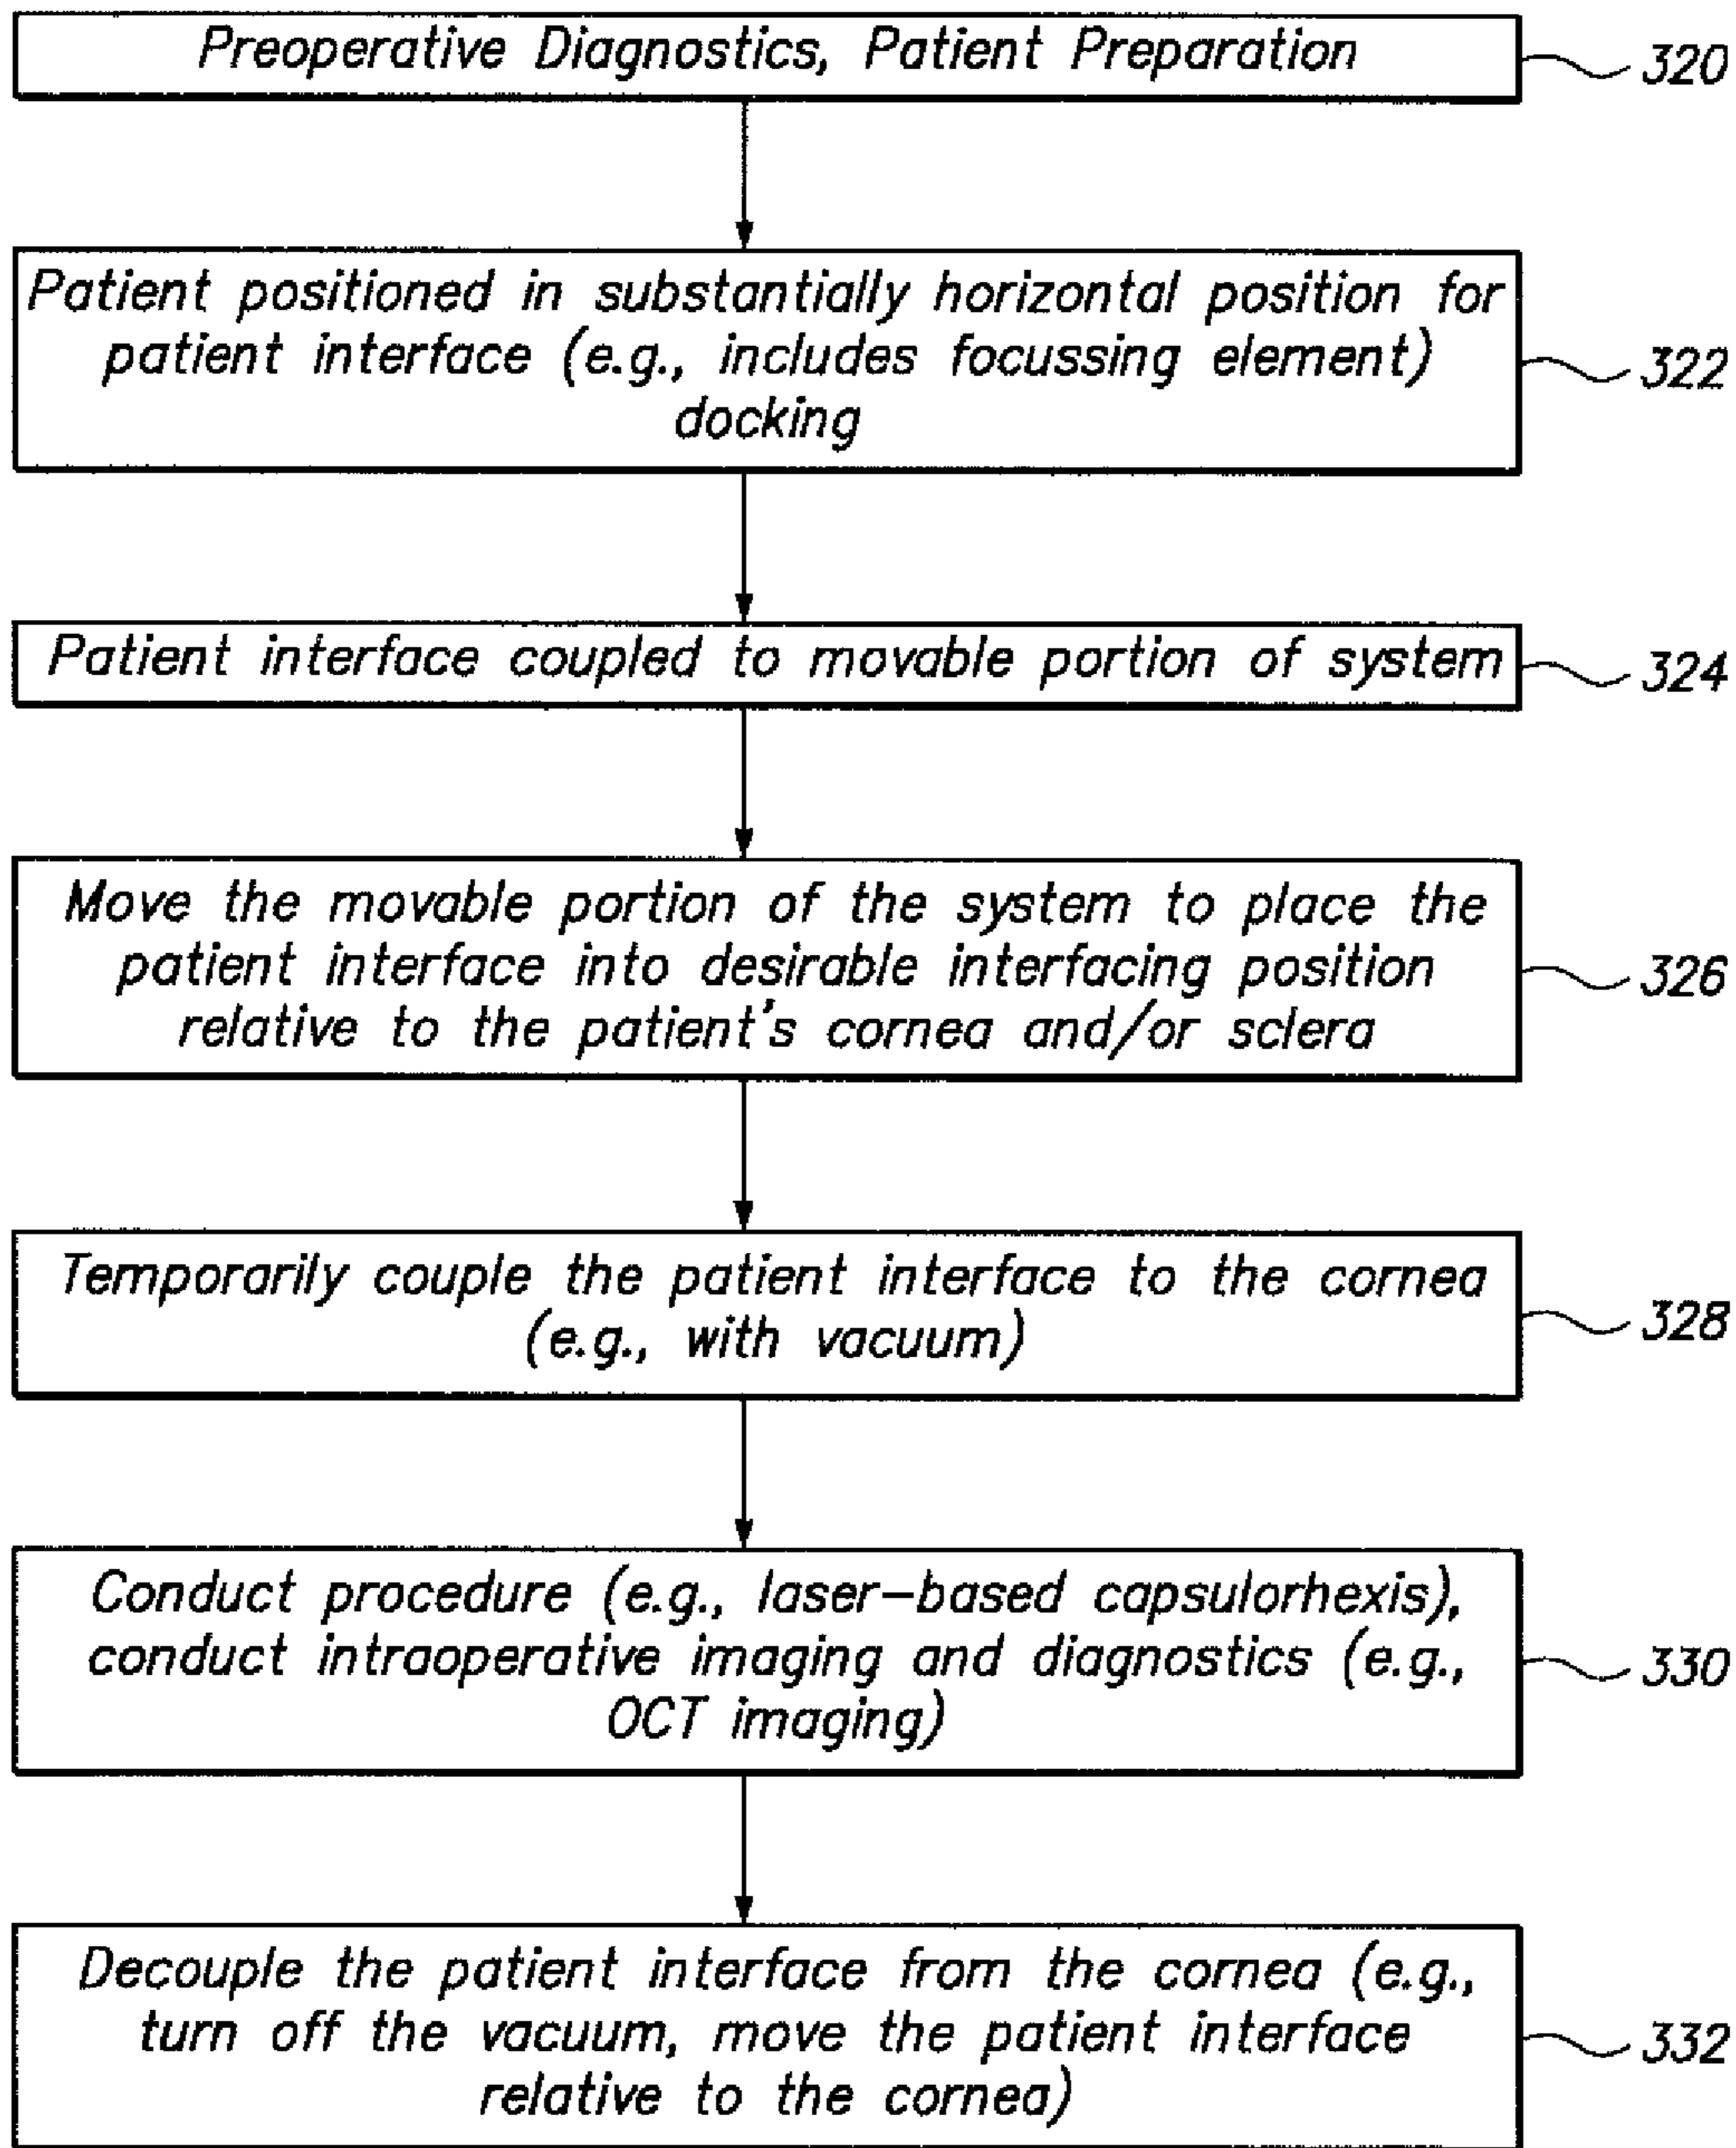 Preoperative Diagnostics, Patient Preparation
320
Patient positioned in substantially horizontal position for
patient interface (e.g., includes focussing element)
docking
322
Patient interface coupled to movable portion of system
324
Move the movable portion of the system to place the
patient interface into desirable interfacing position
relative to the patient's cornea and/or sclera
326
Temporarily couple the patient interface to the cornea
(e.g., with vacuum)
328
Conduct procedure (e.g., laser-based capsulorhexis),
conduct intraoperative imaging and diagnostics (e.g.,
OCT imaging)
330
Decouple the patient interface from the cornea (e.g.,
turn off the vacuum, move the patient interface
relative to the cornea)
332